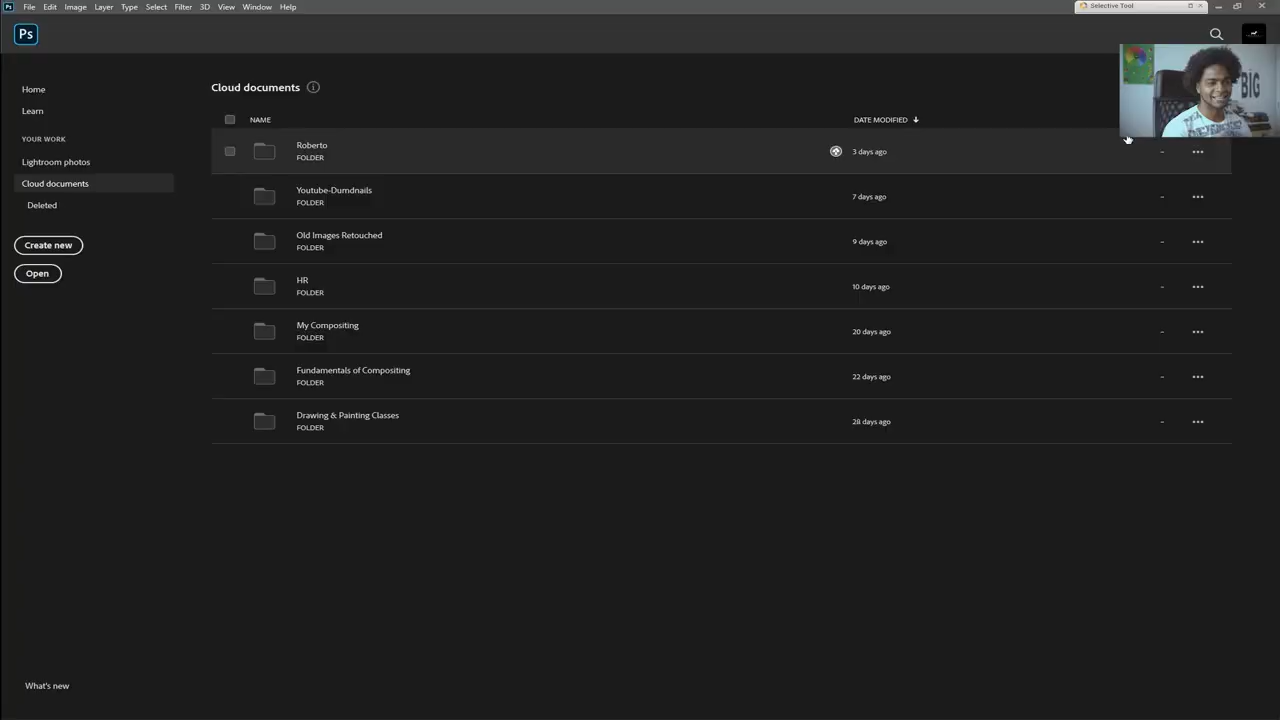 Ps File Edit Image Layer Type Select Filter 3D View Window Help Selective Tool
Ps
Home
Learn
YOUR WORK
Lightroom photos
Cloud documents
Deleted
Create new
Open
Cloud documents
NAME DATE MODIFIED
Roberto
FOLDER
3 days ago –
Youtube-Dumdnails
FOLDER
7 days ago –
Old Images Retouched
FOLDER
9 days ago –
HR
FOLDER
10 days ago –
My Compositing
FOLDER
20 days ago –
Fundamentals of Compositing
FOLDER
22 days ago –
Drawing & Painting Classes
FOLDER
28 days ago –
BIG
What's new